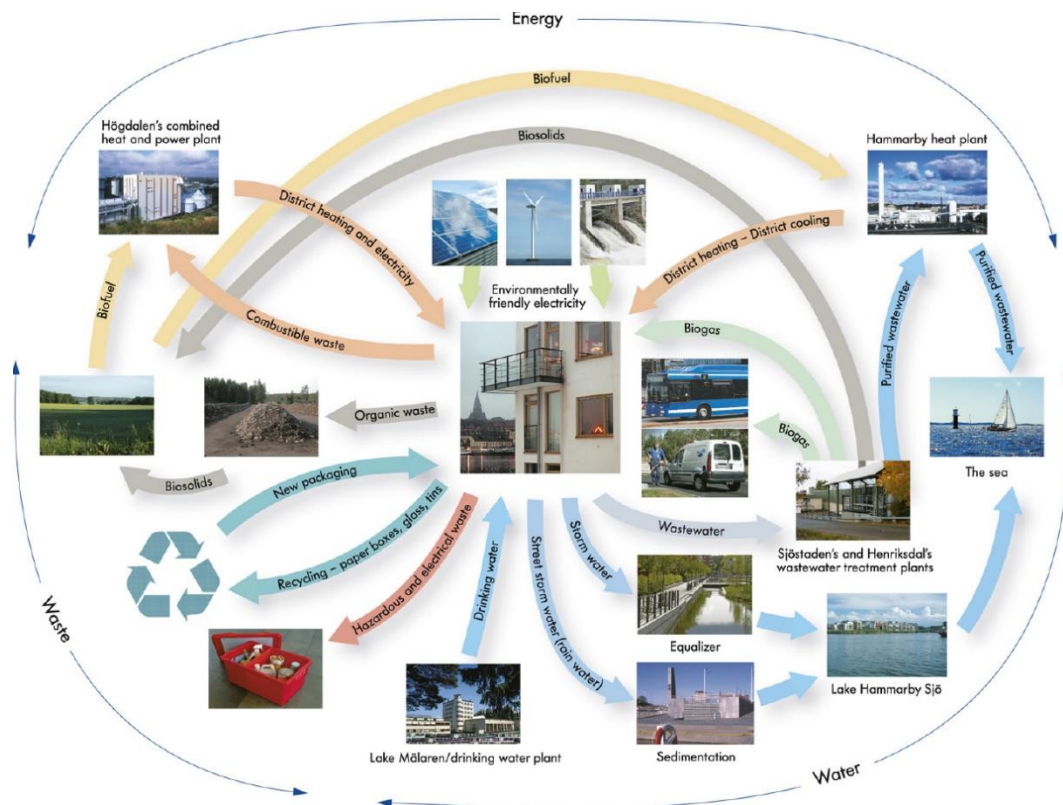 Energy
Biofuel
Högdalen's combined
heat and power plant
Biosolids
Hammarby heat plant
District heating and electricity
District heating – District cooling
Environmentally
friendly electricity
Biofuel
Combustible waste
Biogas
Purified wastewater
Purified wastewater
Organic waste
Biogas
The sea
Biosolids
New packaging
Wastewater
Sjöstaden's and Henriksdal's
wastewater treatment plants
Recycling – paper boxes, glass, tins
Hazardous and electrical waste
Drinking water
Street storm water (rain water)
Storm water
Waste
Equalizer
Lake Hammarby Sjö
Lake Mälaren/drinking water plant
Sedimentation
Water